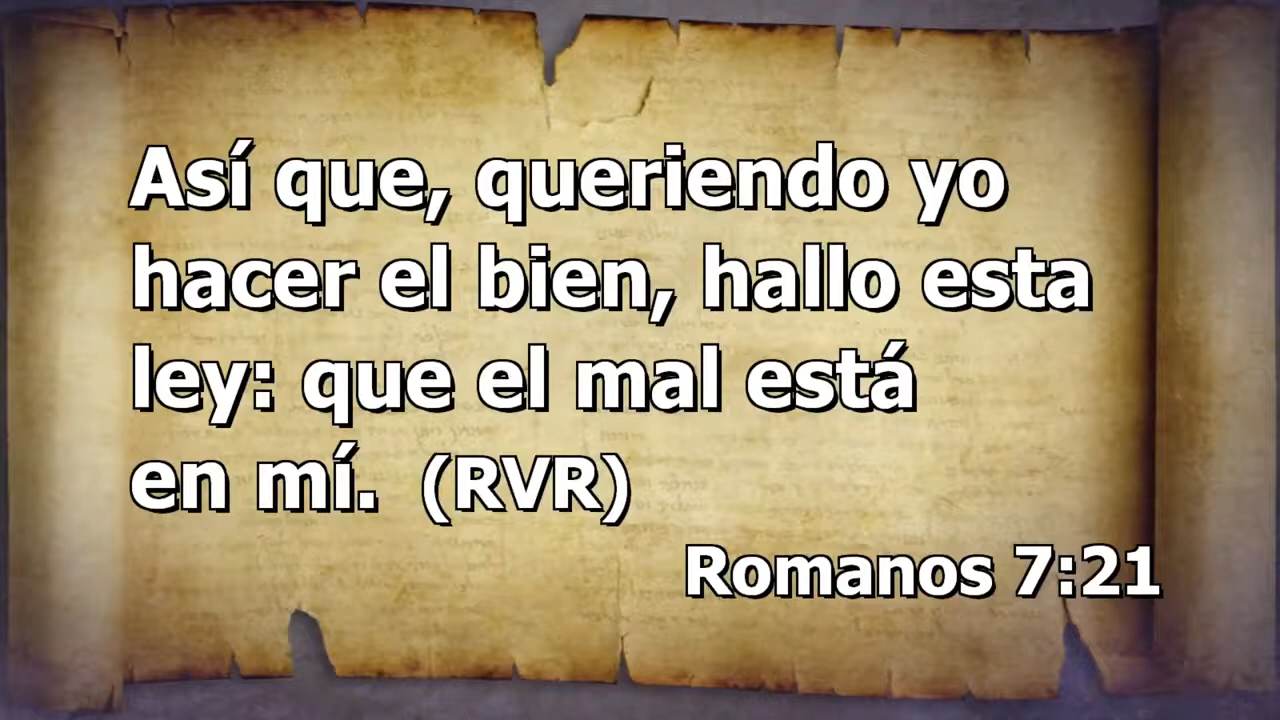 Así que, queriendo yo
hacer el bien, hallo esta
ley: que el mal está
en mí. (RVR)
Romanos 7:21